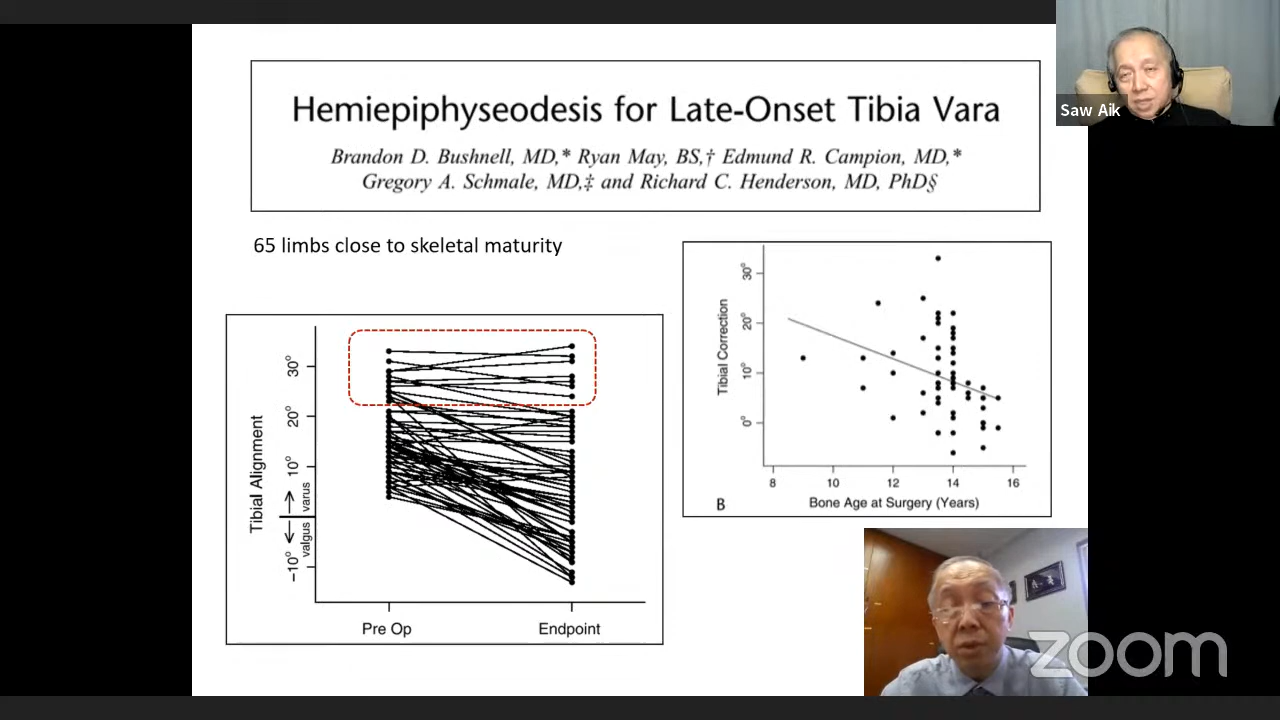 Hemiepiphyseodesis for Late-Onset Tibia Vara
Brandon D. Bushnell, MD,* Ryan May, BS,† Edmund R. Campion, MD,*
Gregory A. Schmale, MD,‡ and Richard C. Henderson, MD, PhD§
Saw Aik
65 limbs close to skeletal maturity
Tibial Alignment
30°
20°
10°
-10°
varus
valgus
Pre Op
Endpoint
Tibial Correction
30°
20°
10°
0°
8
10
12
14
16
B
Bone Age at Surgery (Years)
zoom